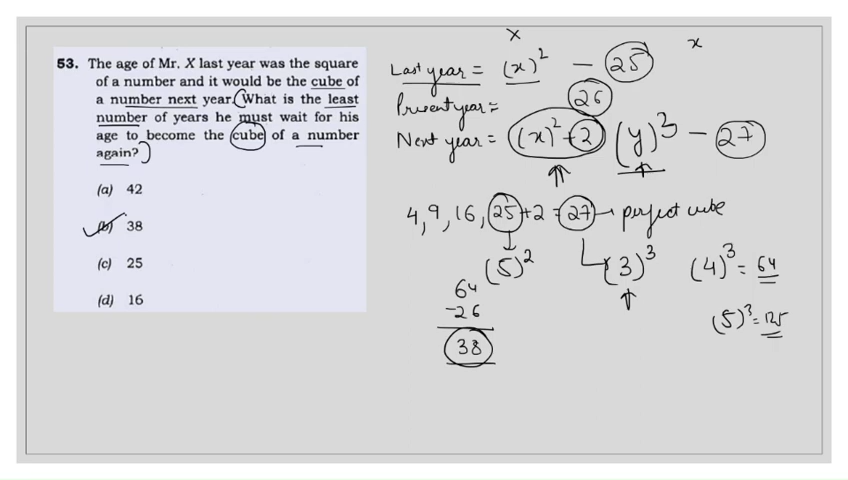 53. The age of Mr. X last year was the square
of a number and it would be the cube of
a number next year. What is the least
number of years he must wait for his
age to become the cube of a number
again?
(a) 42
(b) 38
(c) 25
(d) 16
x
x
Last year = (x)² — 25
Present year = 26
Next year = (x)² + 2 (y)³ — 27
4, 9, 16, 25 + 2 = 27 → perfect cube
(5)² (3)³ (4)³ = 64
(5)³ = 125
64
-26
38